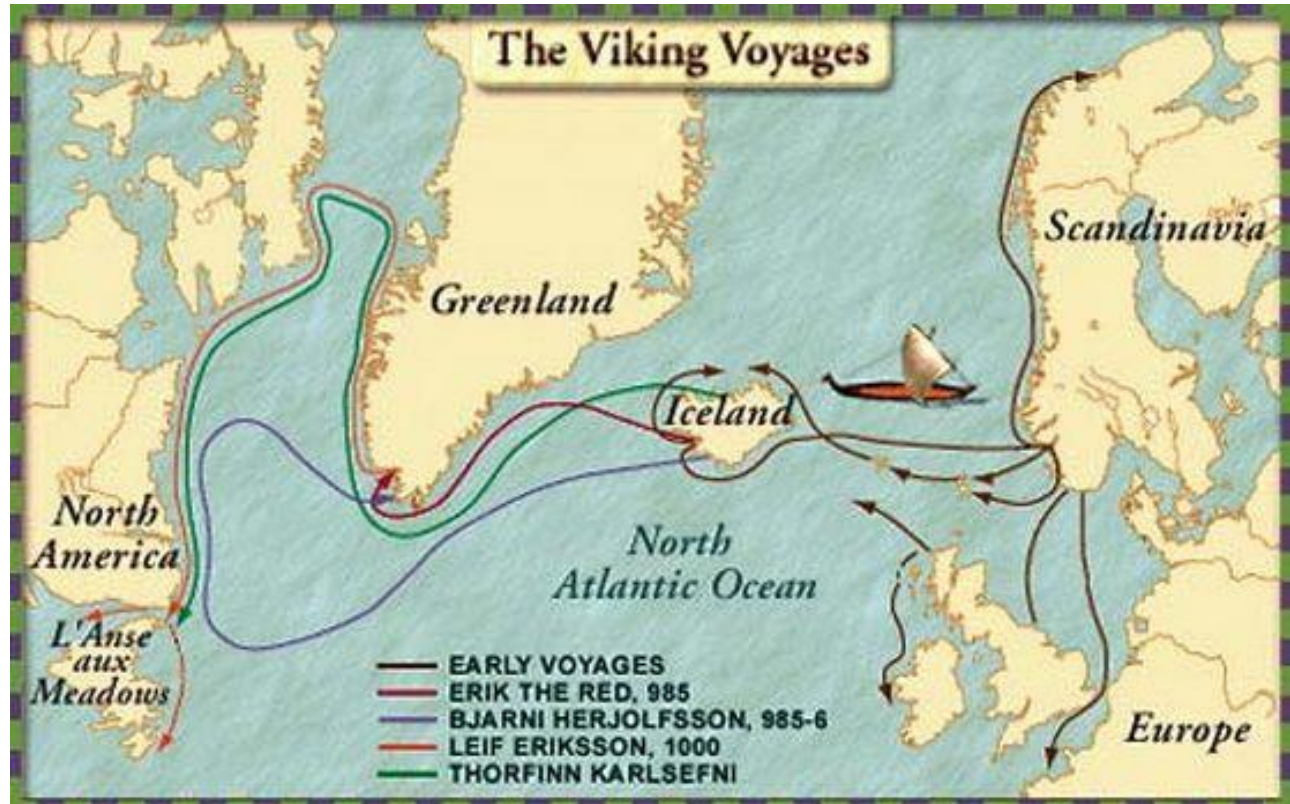 The Viking Voyages
Scandinavia
Greenland
Iceland
North
America
North
Atlantic Ocean
L'Anse
aux
Meadows
Europe
EARLY VOYAGES
ERIK THE RED, 985
BJARNI HERJOLFSSON, 985-6
LEIF ERIKSSON, 1000
THORFINN KARLSEFNI